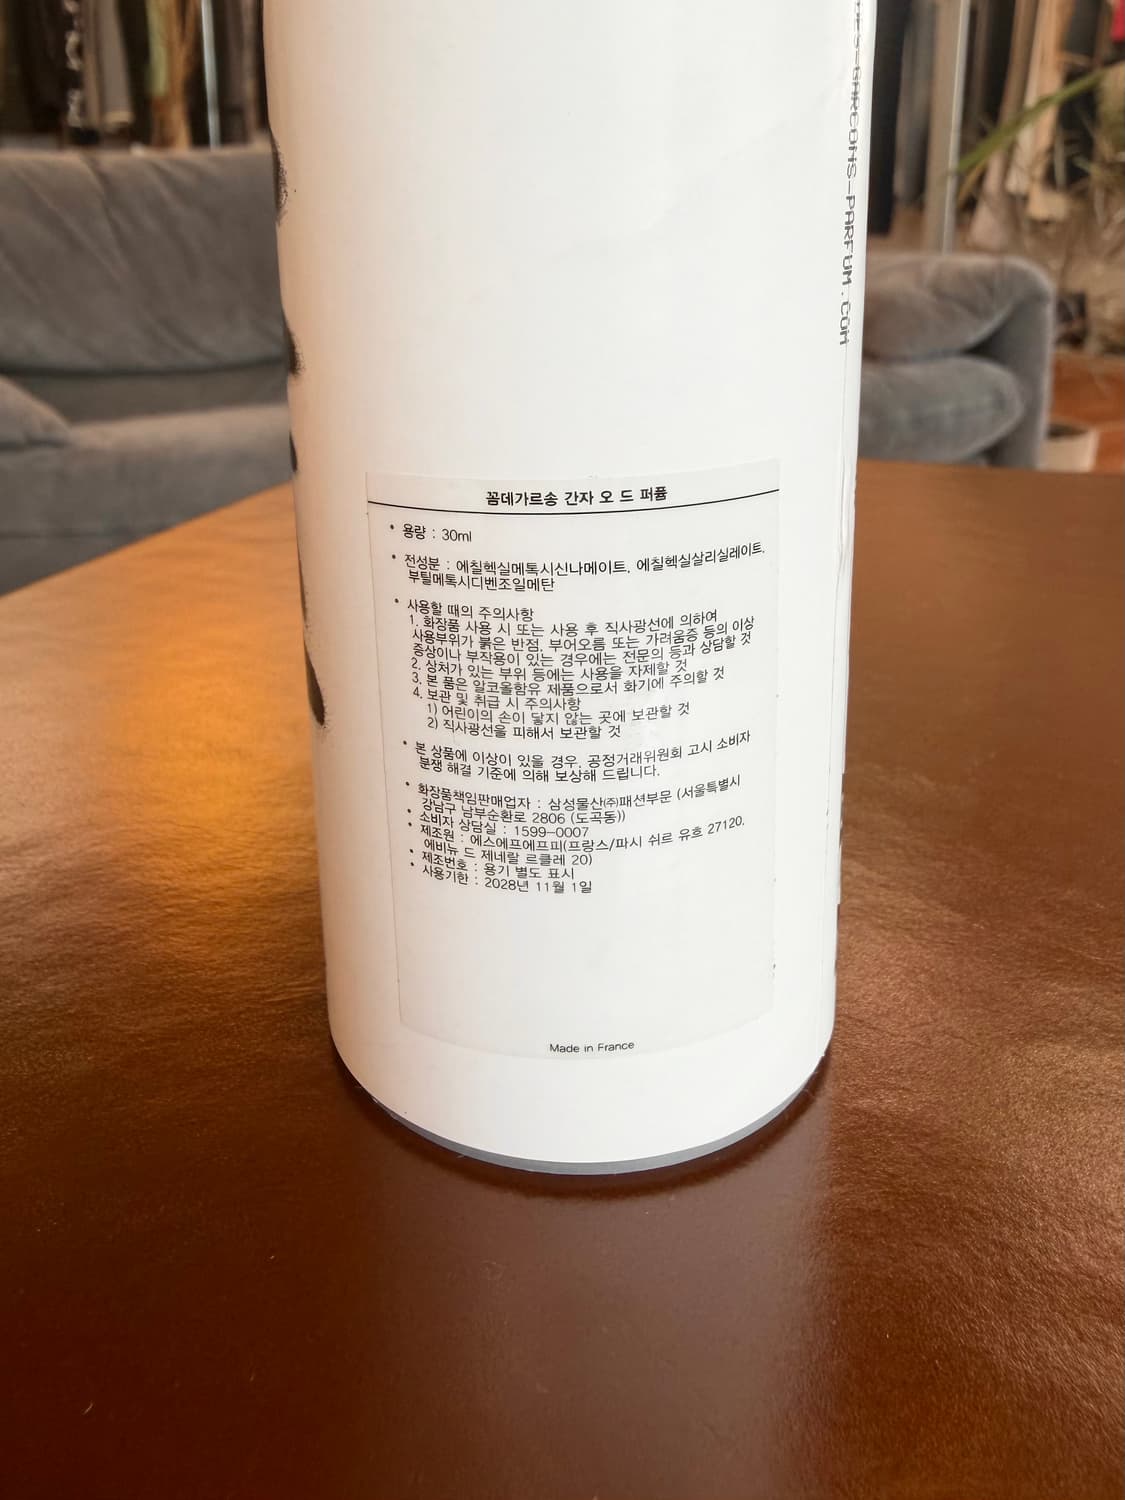 꼼데가르송 간자 오 드 퍼퓸
• 용량 : 30ml
• 전성분 : 에칠헥실메톡시신나메이트, 에칠헥실살리실레이트,
부틸메톡시디벤조일메탄
• 사용할 때의 주의사항
1. 화장품 사용 시 또는 사용 후 직사광선에 의하여
사용부위가 붉은 반점, 부어오름 또는 가려움증 등의 이상
증상이나 부작용이 있는 경우에는 전문의 등과 상담할 것
2. 상처가 있는 부위 등에는 사용을 자제할 것
3. 본 품은 알코올함유 제품으로서 화기에 주의할 것
4. 보관 및 취급 시 주의사항
1) 어린이의 손이 닿지 않는 곳에 보관할 것
2) 직사광선을 피해서 보관할 것
• 본 상품에 이상이 있을 경우, 공정거래위원회 고시 소비자
분쟁 해결 기준에 의해 보상해 드립니다.
• 화장품책임판매업자 : 삼성물산㈜패션부문 (서울특별시
강남구 남부순환로 2806 (도곡동))
• 소비자 상담실 : 1599-0007
• 제조원 : 에스에프에프피(프랑스/파시 쉬르 유흐 27120,
에비뉴 드 제네랄 르클레 20)
• 제조번호 : 용기 별도 표시
• 사용기한 : 2028년 11월 1일
Made in France
-GARCONS-PARFUM.COM